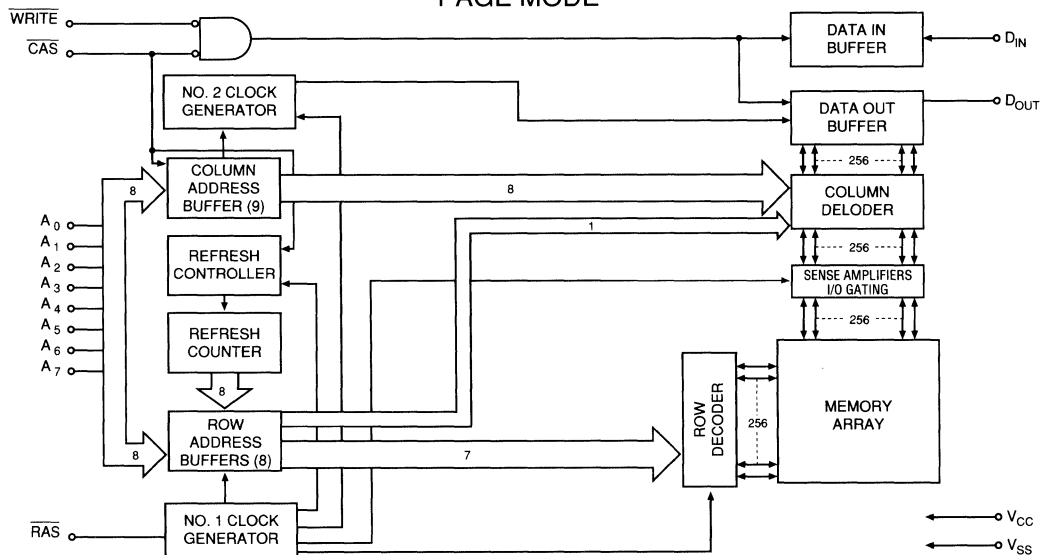 PAGE MODE
WRITE
CAS
NO. 2 CLOCK
GENERATOR
DATA IN
BUFFER
DIN
DATA OUT
BUFFER
DOUT
256
8
COLUMN
ADDRESS
BUFFER (9)
8
COLUMN
DELODER
1
256
A0
A1
A2
A3
A4
A5
A6
A7
REFRESH
CONTROLLER
SENSE AMPLIFIERS
I/O GATING
256
REFRESH
COUNTER
8
8
ROW
ADDRESS
BUFFERS (8)
7
ROW
DECODER
256
MEMORY
ARRAY
RAS
NO. 1 CLOCK
GENERATOR
VCC
VSS